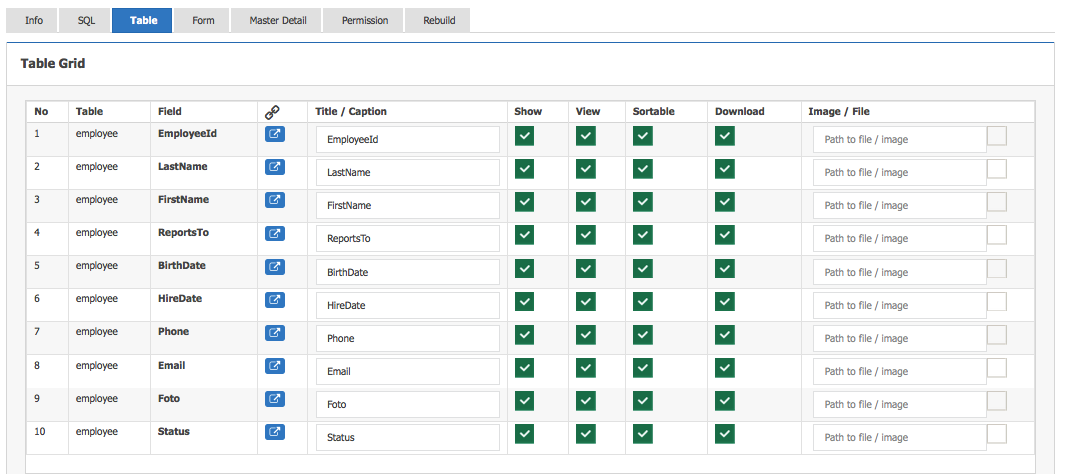 Info SQL Table Form Master Detail Permission Rebuild
Table Grid
No Table Field Title / Caption Show View Sortable Download Image / File
1 employee EmployeeId EmployeeId Path to file / image
2 employee LastName LastName Path to file / image
3 employee FirstName FirstName Path to file / image
4 employee ReportsTo ReportsTo Path to file / image
5 employee BirthDate BirthDate Path to file / image
6 employee HireDate HireDate Path to file / image
7 employee Phone Phone Path to file / image
8 employee Email Email Path to file / image
9 employee Foto Foto Path to file / image
10 employee Status Status Path to file / image